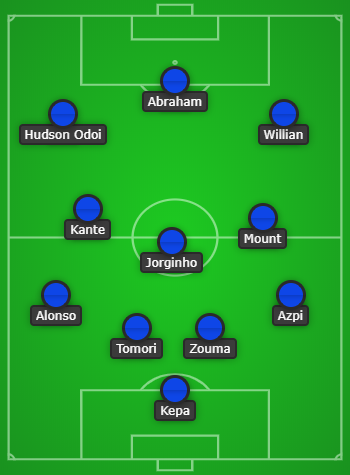 Abraham
Hudson Odoi
Willian
Kante
Mount
Jorginho
Alonso
Azpi
Tomori
Zouma
Kepa